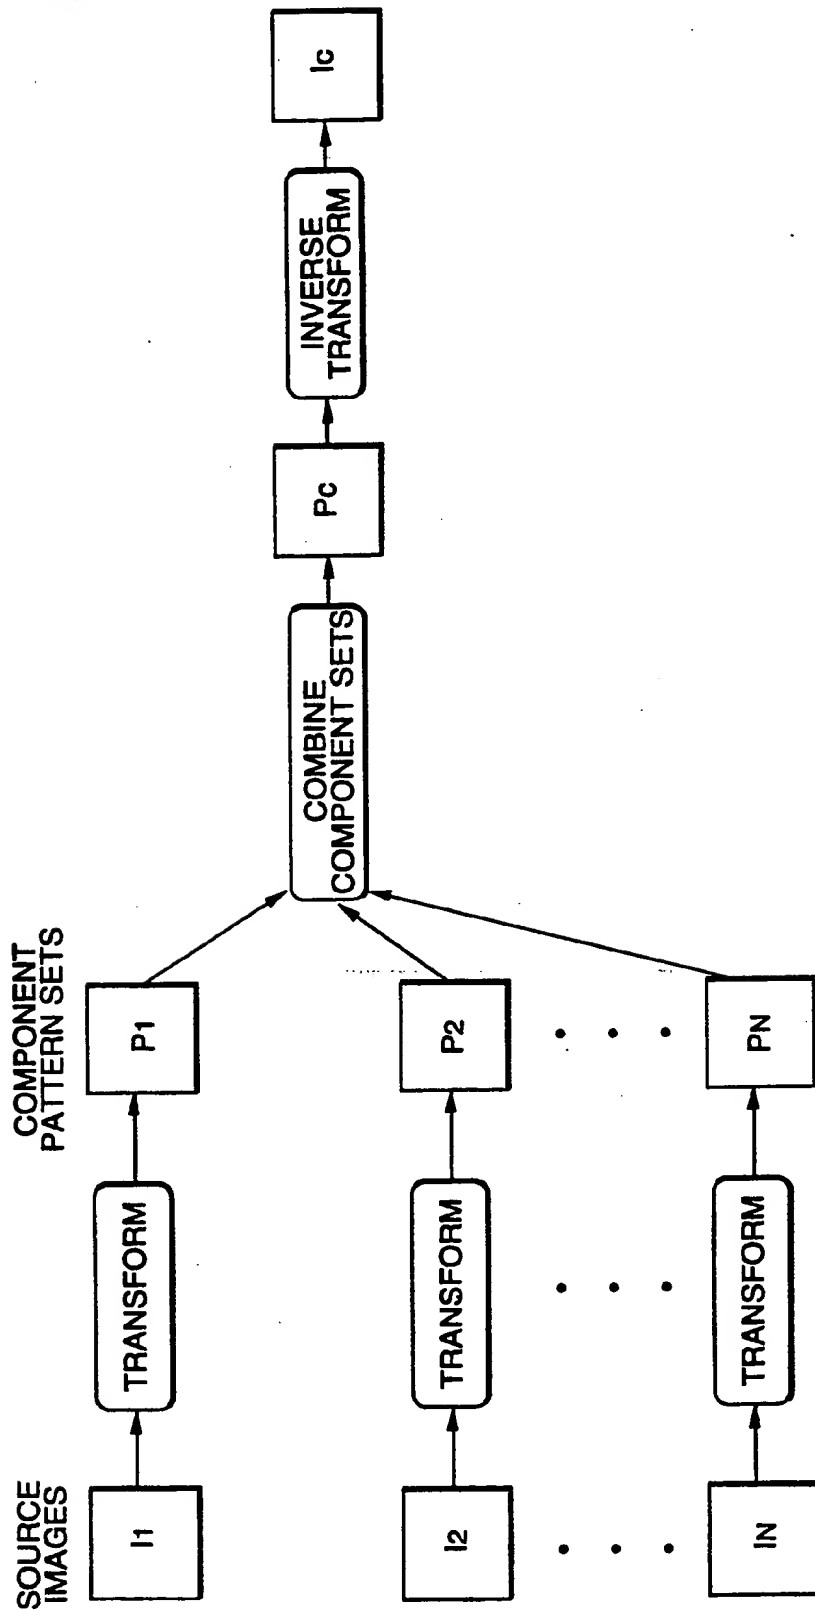 SOURCE
IMAGES
COMPONENT
PATTERN SETS
I1
TRANSFORM
P1
I2
TRANSFORM
P2
IN
TRANSFORM
PN
COMBINE
COMPONENT SETS
PC
INVERSE
TRANSFORM
IC